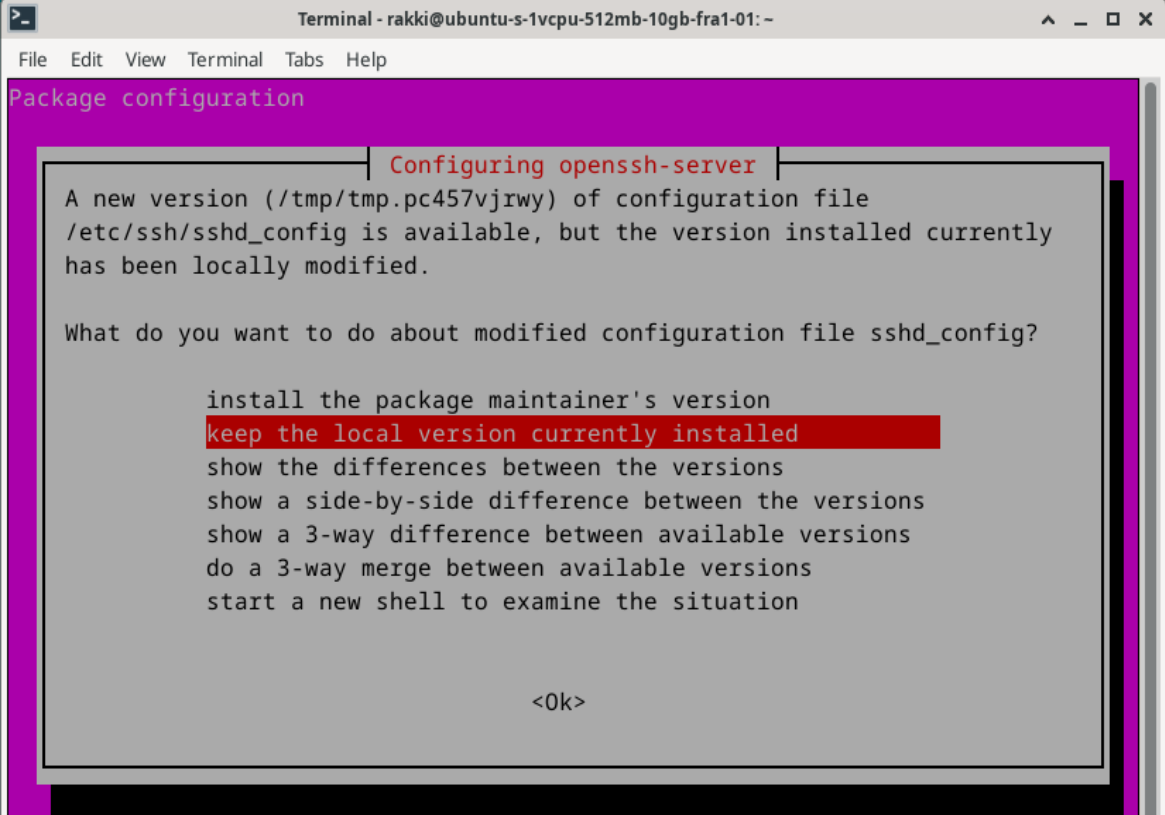 Terminal - rakki@ubuntu-s-1vcpu-512mb-10gb-fra1-01: ~
File Edit View Terminal Tabs Help
Package configuration
Configuring openssh-server
A new version (/tmp/tmp.pc457vjrwy) of configuration file
/etc/ssh/sshd_config is available, but the version installed currently
has been locally modified.
What do you want to do about modified configuration file sshd_config?
install the package maintainer's version
keep the local version currently installed
show the differences between the versions
show a side-by-side difference between the versions
show a 3-way difference between available versions
do a 3-way merge between available versions
start a new shell to examine the situation
<Ok>